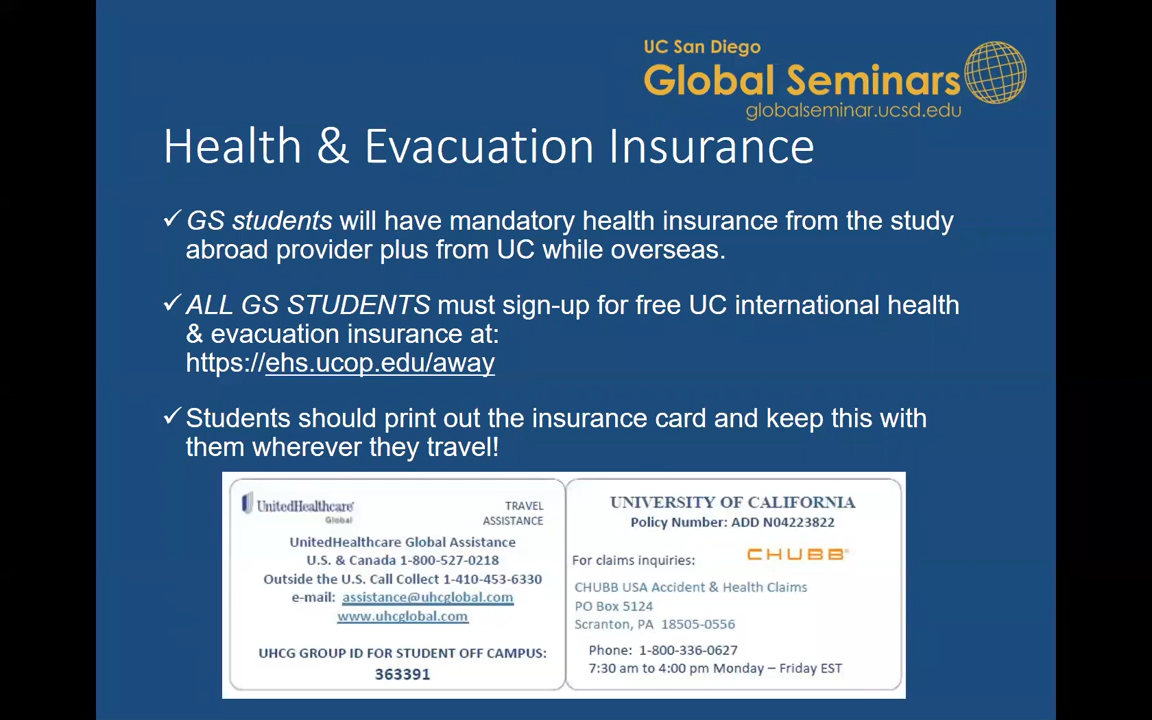 UC San Diego
Global Seminars
globalseminar.ucsd.edu
Health & Evacuation Insurance
✓GS students will have mandatory health insurance from the study
abroad provider plus from UC while overseas.
✓ALL GS STUDENTS must sign-up for free UC international health
& evacuation insurance at:
https://ehs.ucop.edu/away
✓Students should print out the insurance card and keep this with
them wherever they travel!
UnitedHealthcare®
Global
TRAVEL
ASSISTANCE
UnitedHealthcare Global Assistance
U.S. & Canada 1-800-527-0218
Outside the U.S. Call Collect 1-410-453-6330
e-mail: assistance@uhcglobal.com
www.uhcglobal.com
UHCG GROUP ID FOR STUDENT OFF CAMPUS:
363391
UNIVERSITY OF CALIFORNIA
Policy Number: ADD N04223822
For claims inquiries:
CHUBB®
CHUBB USA Accident & Health Claims
PO Box 5124
Scranton, PA 18505-0556
Phone: 1-800-336-0627
7:30 am to 4:00 pm Monday – Friday EST